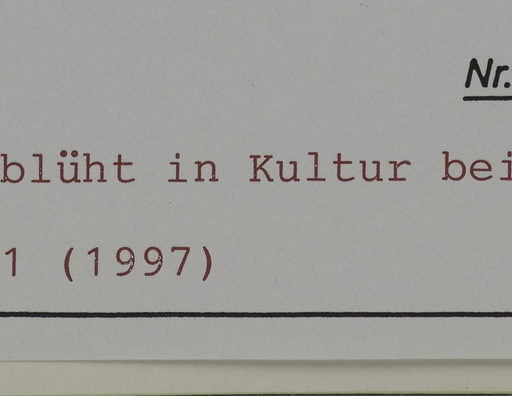 Nr.
blüht in Kultur bei
1 (1997)